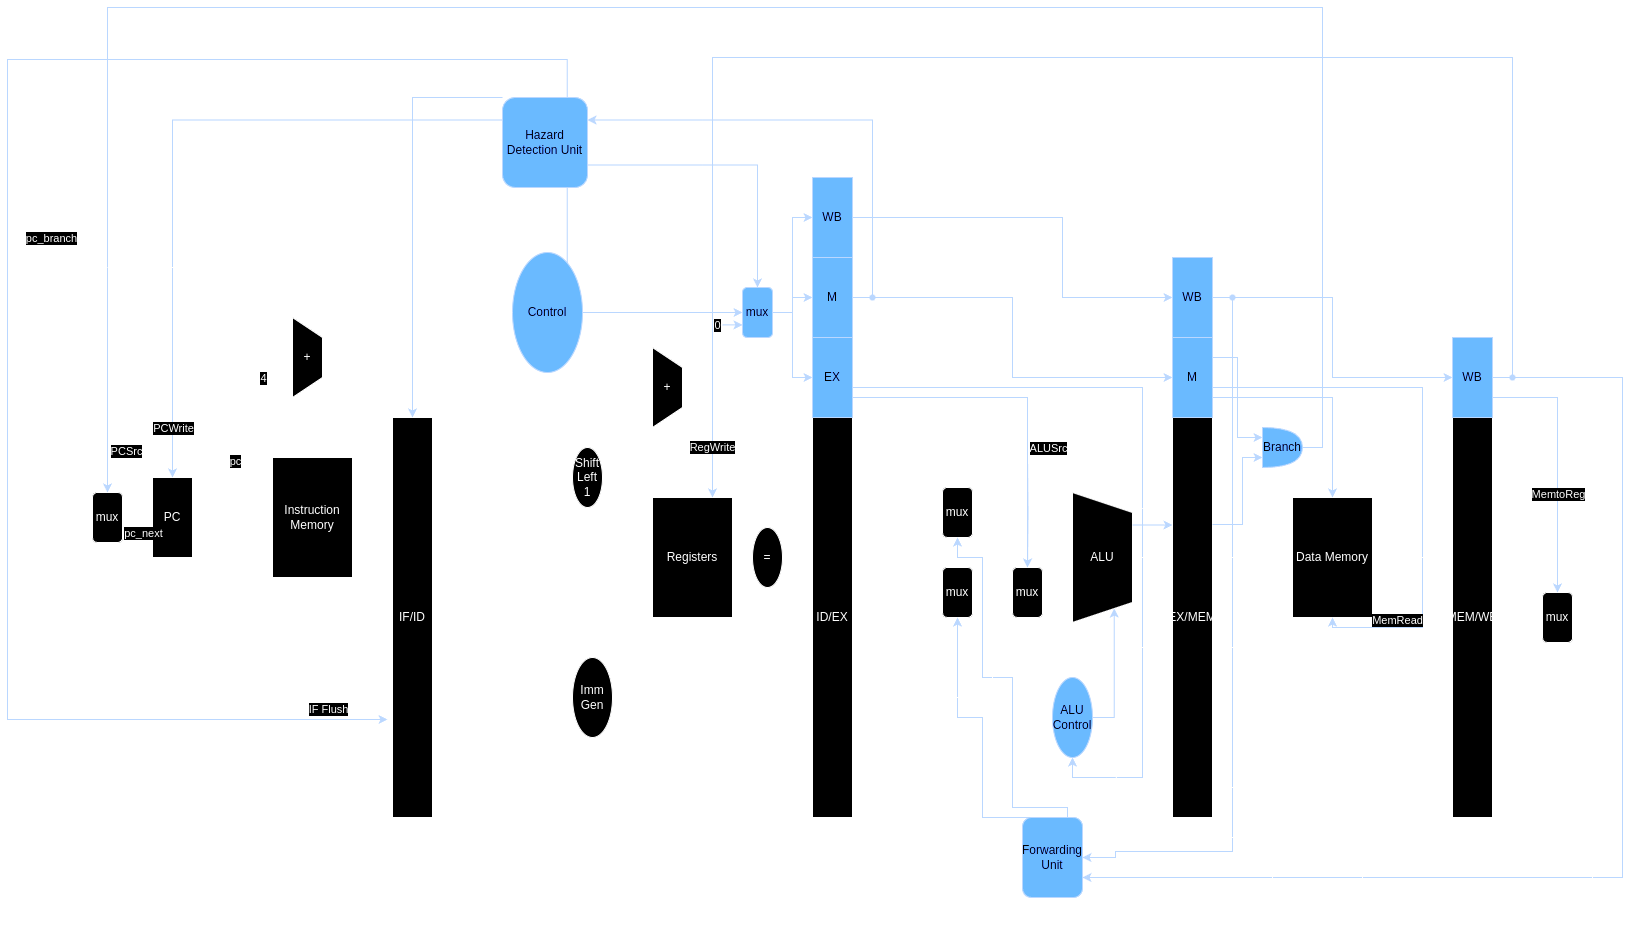 Hazard
Detection Unit
WB
pc_branch
M
mux
Control
0
WB
+
4
+
EX
M
WB
PCWrite
PCSrc
pc
RegWrite
ALUSrc
Branch
Shift
Left
1
mux
PC
pc_next
Instruction
Memory
Registers
=
mux
mux
mux
ALU
Data Memory
MemtoReg
IF/ID
ID/EX
EX/MEM
MemRead
MEM/WB
mux
Imm
Gen
IF Flush
ALU
Control
Forwarding
Unit